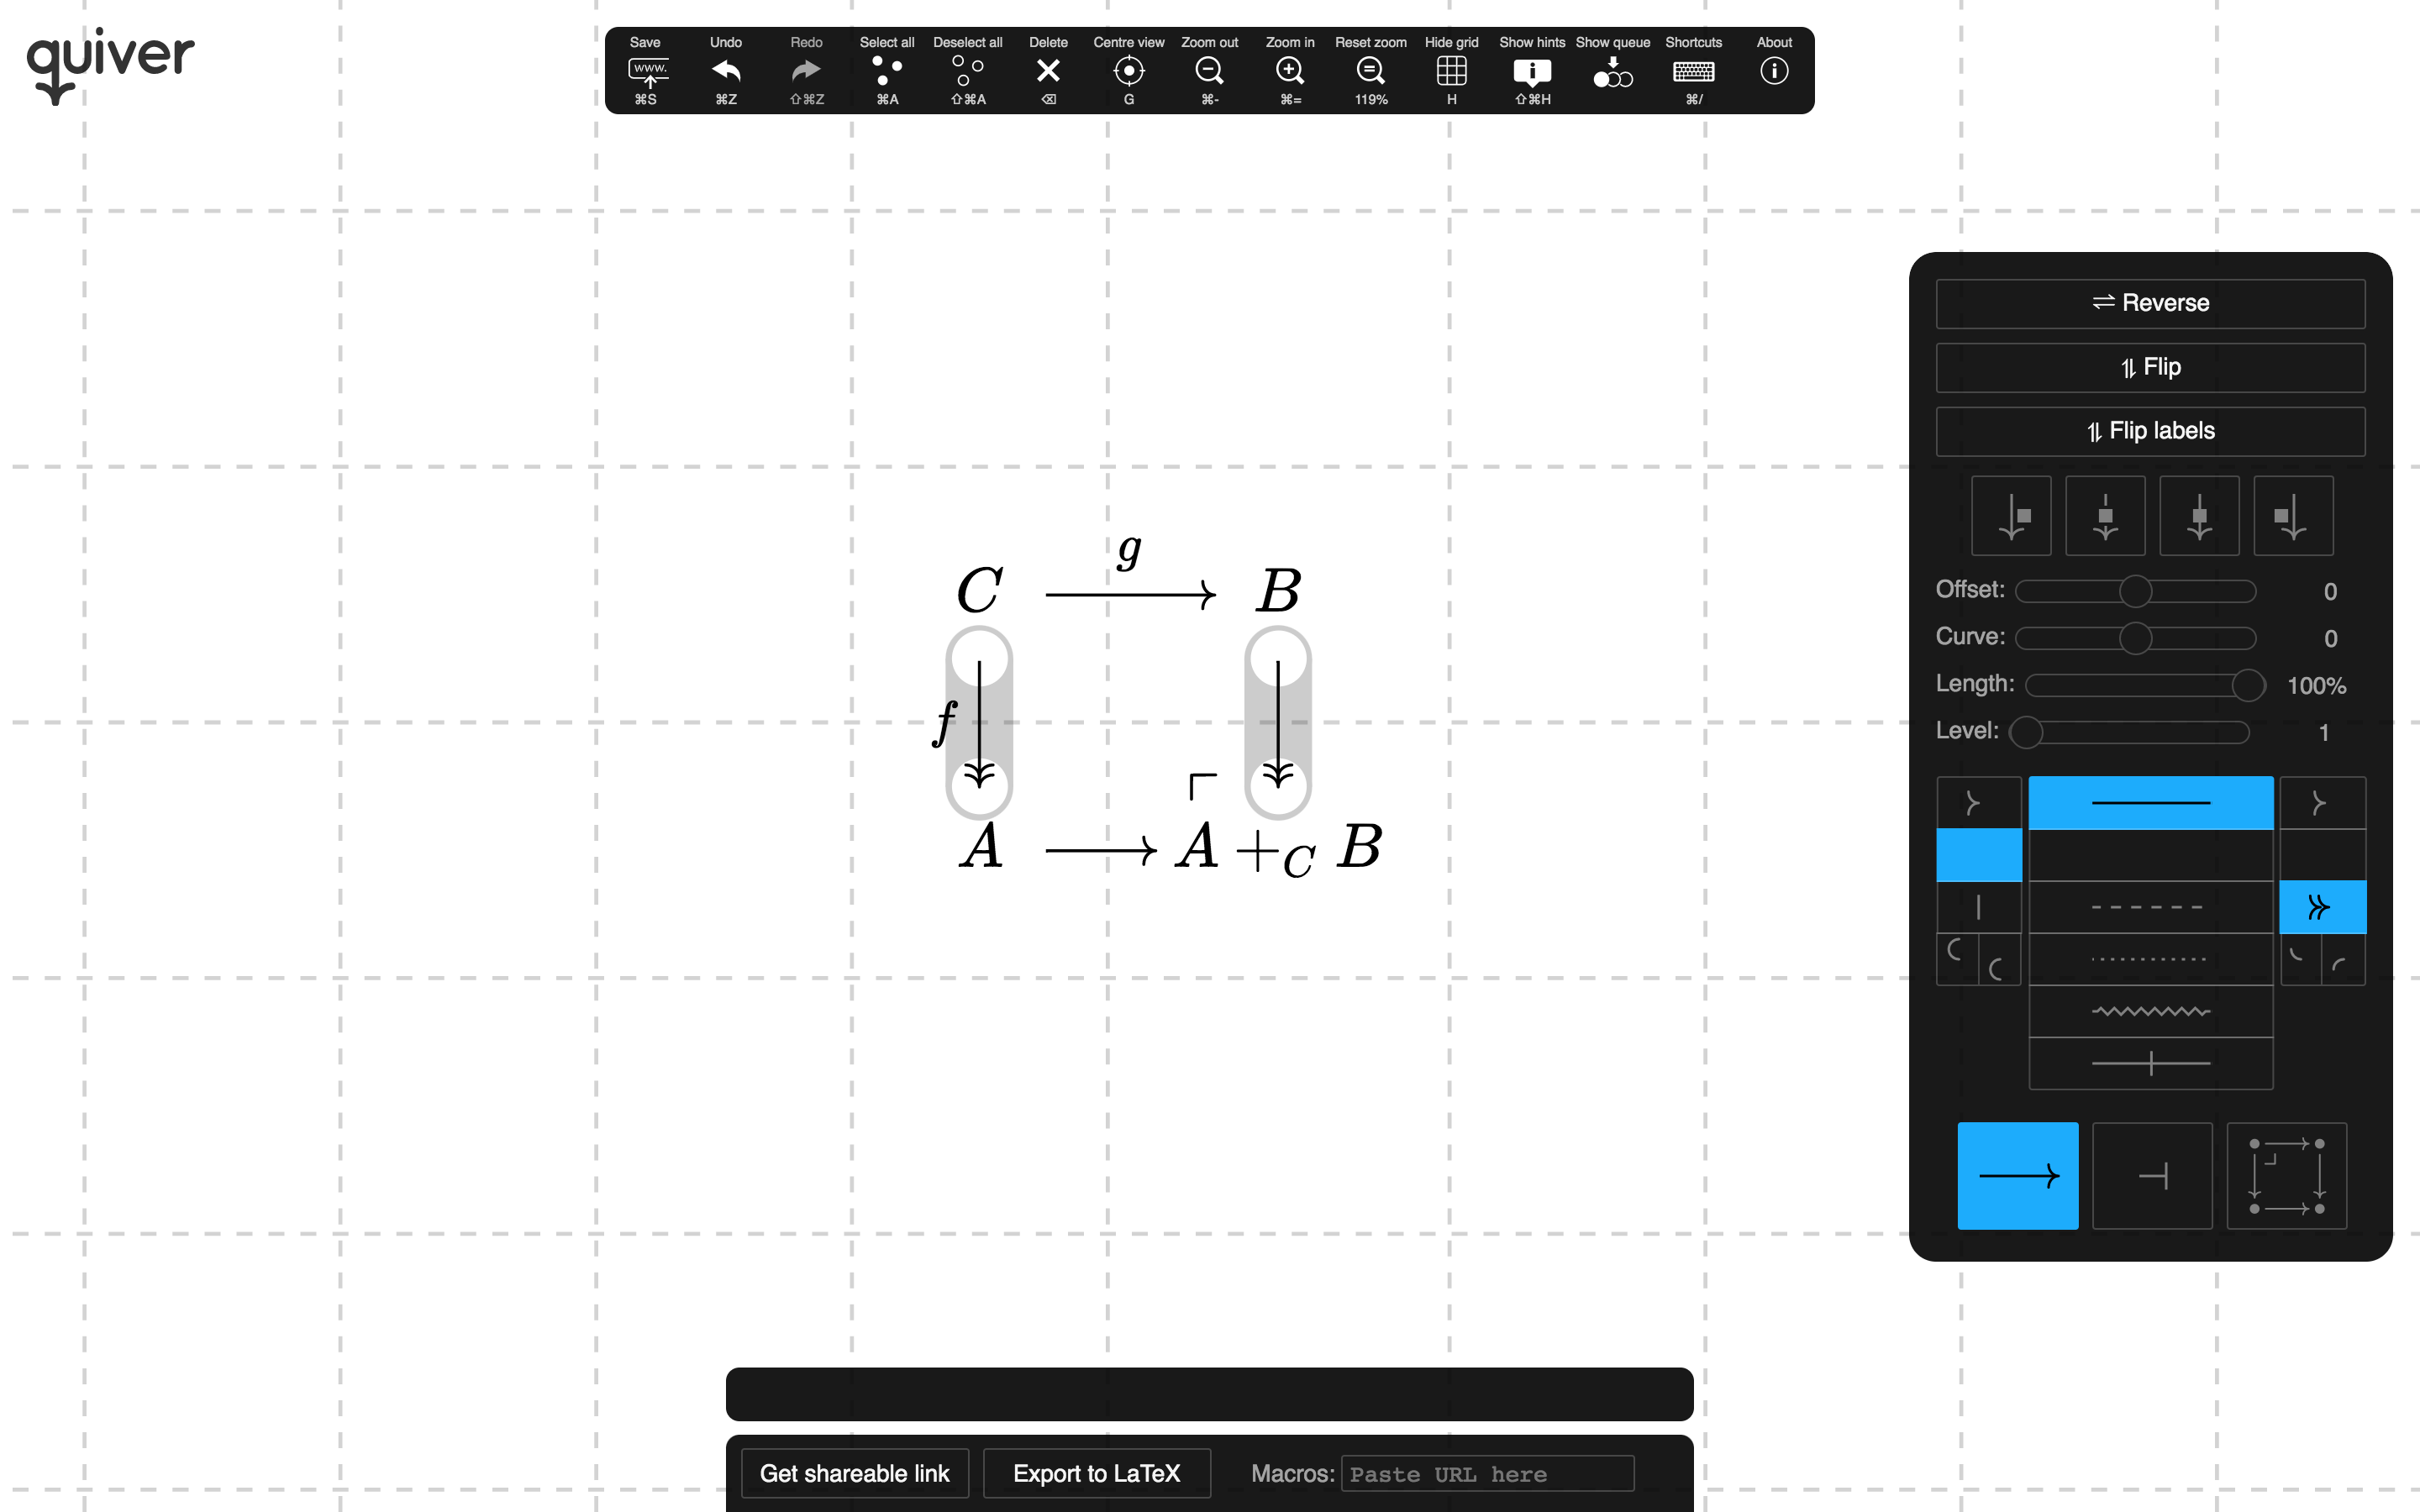 quiver
Save Undo Redo Select all Deselect all Delete Centre view Zoom out Zoom in Reset zoom Hide grid Show hints Show queue Shortcuts About
www.
⌘S ⌘Z ⇧⌘Z ⌘A ⇧⌘A ⌫ G ⌘- ⌘= 119% H ⇧⌘H ⌘/
⇌ Reverse
⥮ Flip
⥮ Flip labels
Offset: 0
Curve: 0
Length: 100%
Level: 1
g
C B
f
A A +_C B
Get shareable link Export to LaTeX Macros: Paste URL here